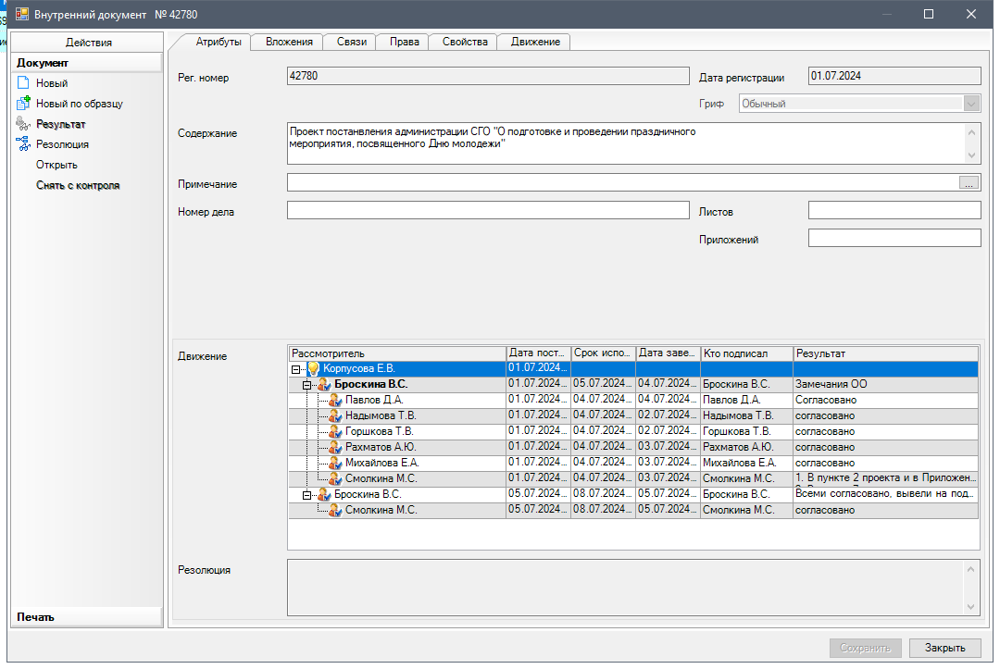 Внутренний документ № 42780
Действия
Документ
Новый
Новый по образцу
Результат
Резолюция
Открыть
Снять с контроля
Печать
Атрибуты Вложения Связи Права Свойства Движение
Рег. номер 42780 Дата регистрации 01.07.2024
Гриф Обычный
Содержание Проект постанвления администрации СГО "О подготовке и проведении праздничного
мероприятия, посвященного Дню молодежи"
Примечание ...
Номер дела Листов
Приложений
Движение
Рассмотритель Дата пост... Срок испо... Дата заве... Кто подписал Результат
Корпусова Е.В. 01.07.2024...
Броскина В.С. 01.07.2024... 05.07.2024... 04.07.2024... Броскина В.С. Замечания ОО
Павлов Д.А. 01.07.2024... 04.07.2024... 04.07.2024... Павлов Д.А. Согласовано
Надымова Т.В. 01.07.2024... 04.07.2024... 02.07.2024... Надымова Т.В. согласовано
Горшкова Т.В. 01.07.2024... 04.07.2024... 02.07.2024... Горшкова Т.В. согласовано
Рахматов А.Ю. 01.07.2024... 04.07.2024... 03.07.2024... Рахматов А.Ю. согласовано
Михайлова Е.А. 01.07.2024... 04.07.2024... 03.07.2024... Михайлова Е.А. согласовано
Смолкина М.С. 01.07.2024... 04.07.2024... 03.07.2024... Смолкина М.С. 1. В пункте 2 проекта и в Приложен...
Броскина В.С. 05.07.2024... 08.07.2024... 05.07.2024... Броскина В.С. Всеми согласовано, вывели на под...
Смолкина М.С. 05.07.2024... 08.07.2024... 05.07.2024... Смолкина М.С. согласовано
Резолюция
Сохранить Закрыть